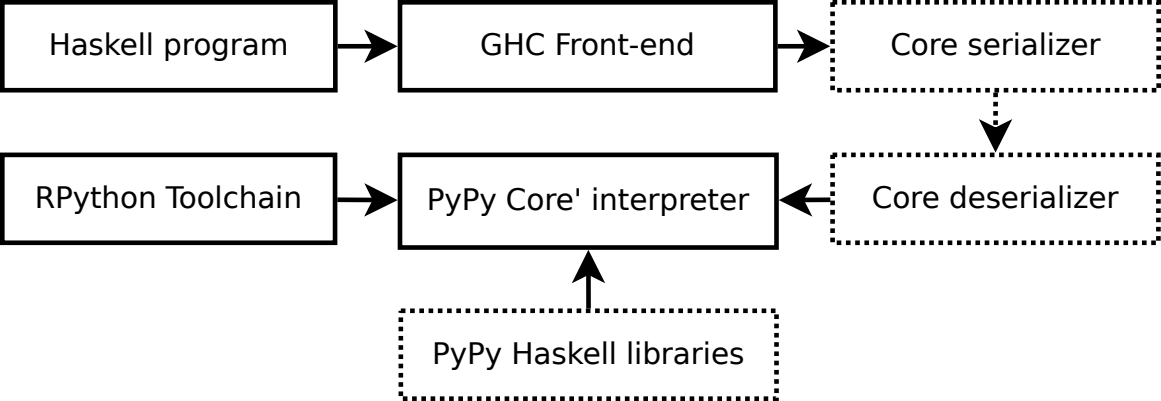 Haskell program
GHC Front-end
Core serializer
RPython Toolchain
PyPy Core' interpreter
Core deserializer
PyPy Haskell libraries